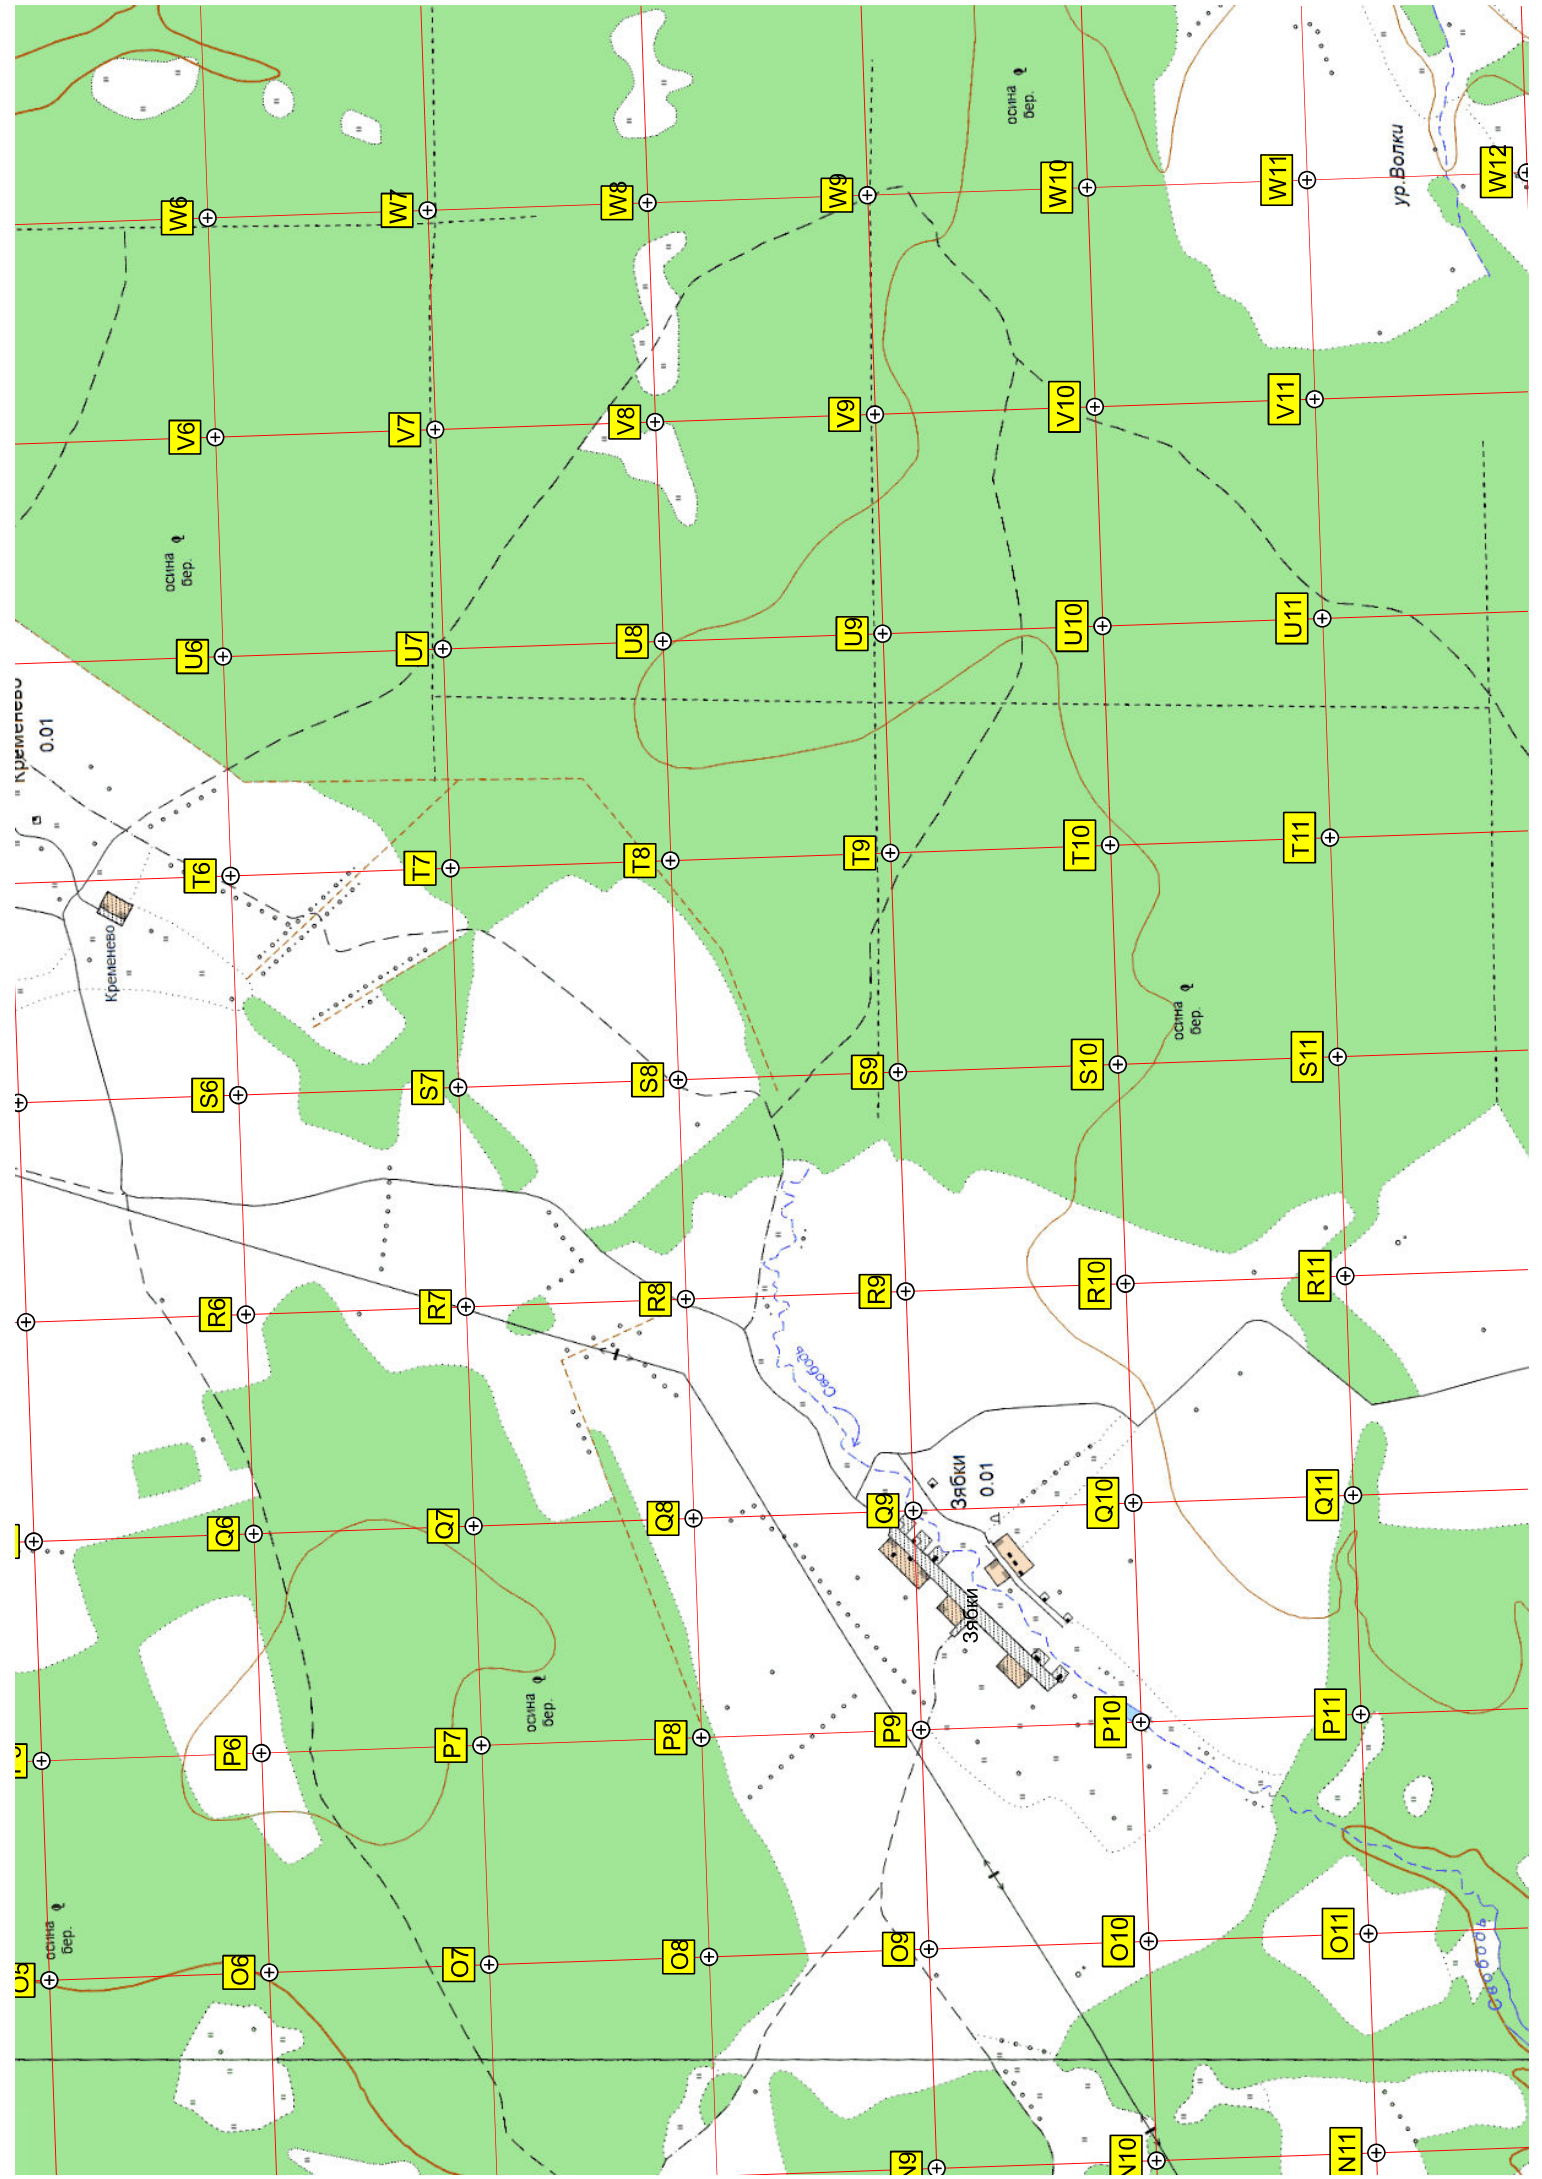 осина
бер.
W6
W7
W8
W9
W10
W11
W12
ур.Волки
V6
V7
V8
V9
V10
V11
осина
бер.
U6
U7
U8
U9
U10
U11
Кременево
0.01
T6
T7
T8
T9
T10
T11
Кременево
осина
бер.
S6
S7
S8
S9
S10
S11
R6
R7
R8
R9
R10
R11
Свободь
Зябки
0.01
Q6
Q7
Q8
Q9
Q10
Q11
Зябки
осина
бер.
P6
P7
P8
P9
P10
P11
осина
бер.
O5
O6
O7
O8
O9
O10
O11
Свободь
N9
N10
N11